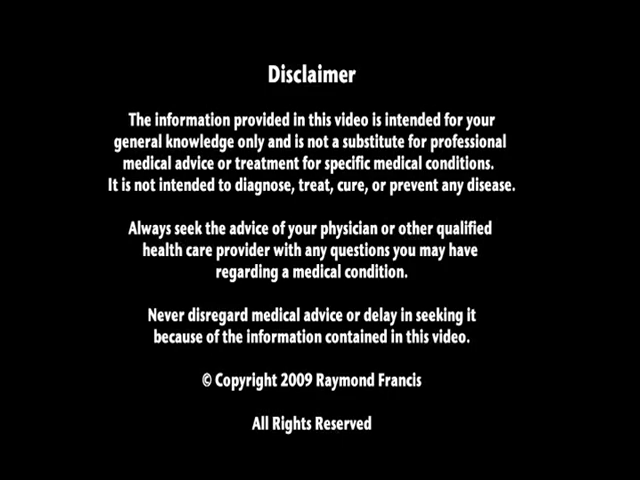 Disclaimer
The information provided in this video is intended for your
general knowledge only and is not a substitute for professional
medical advice or treatment for specific medical conditions.
It is not intended to diagnose, treat, cure, or prevent any disease.
Always seek the advice of your physician or other qualified
health care provider with any questions you may have
regarding a medical condition.
Never disregard medical advice or delay in seeking it
because of the information contained in this video.
© Copyright 2009 Raymond Francis
All Rights Reserved